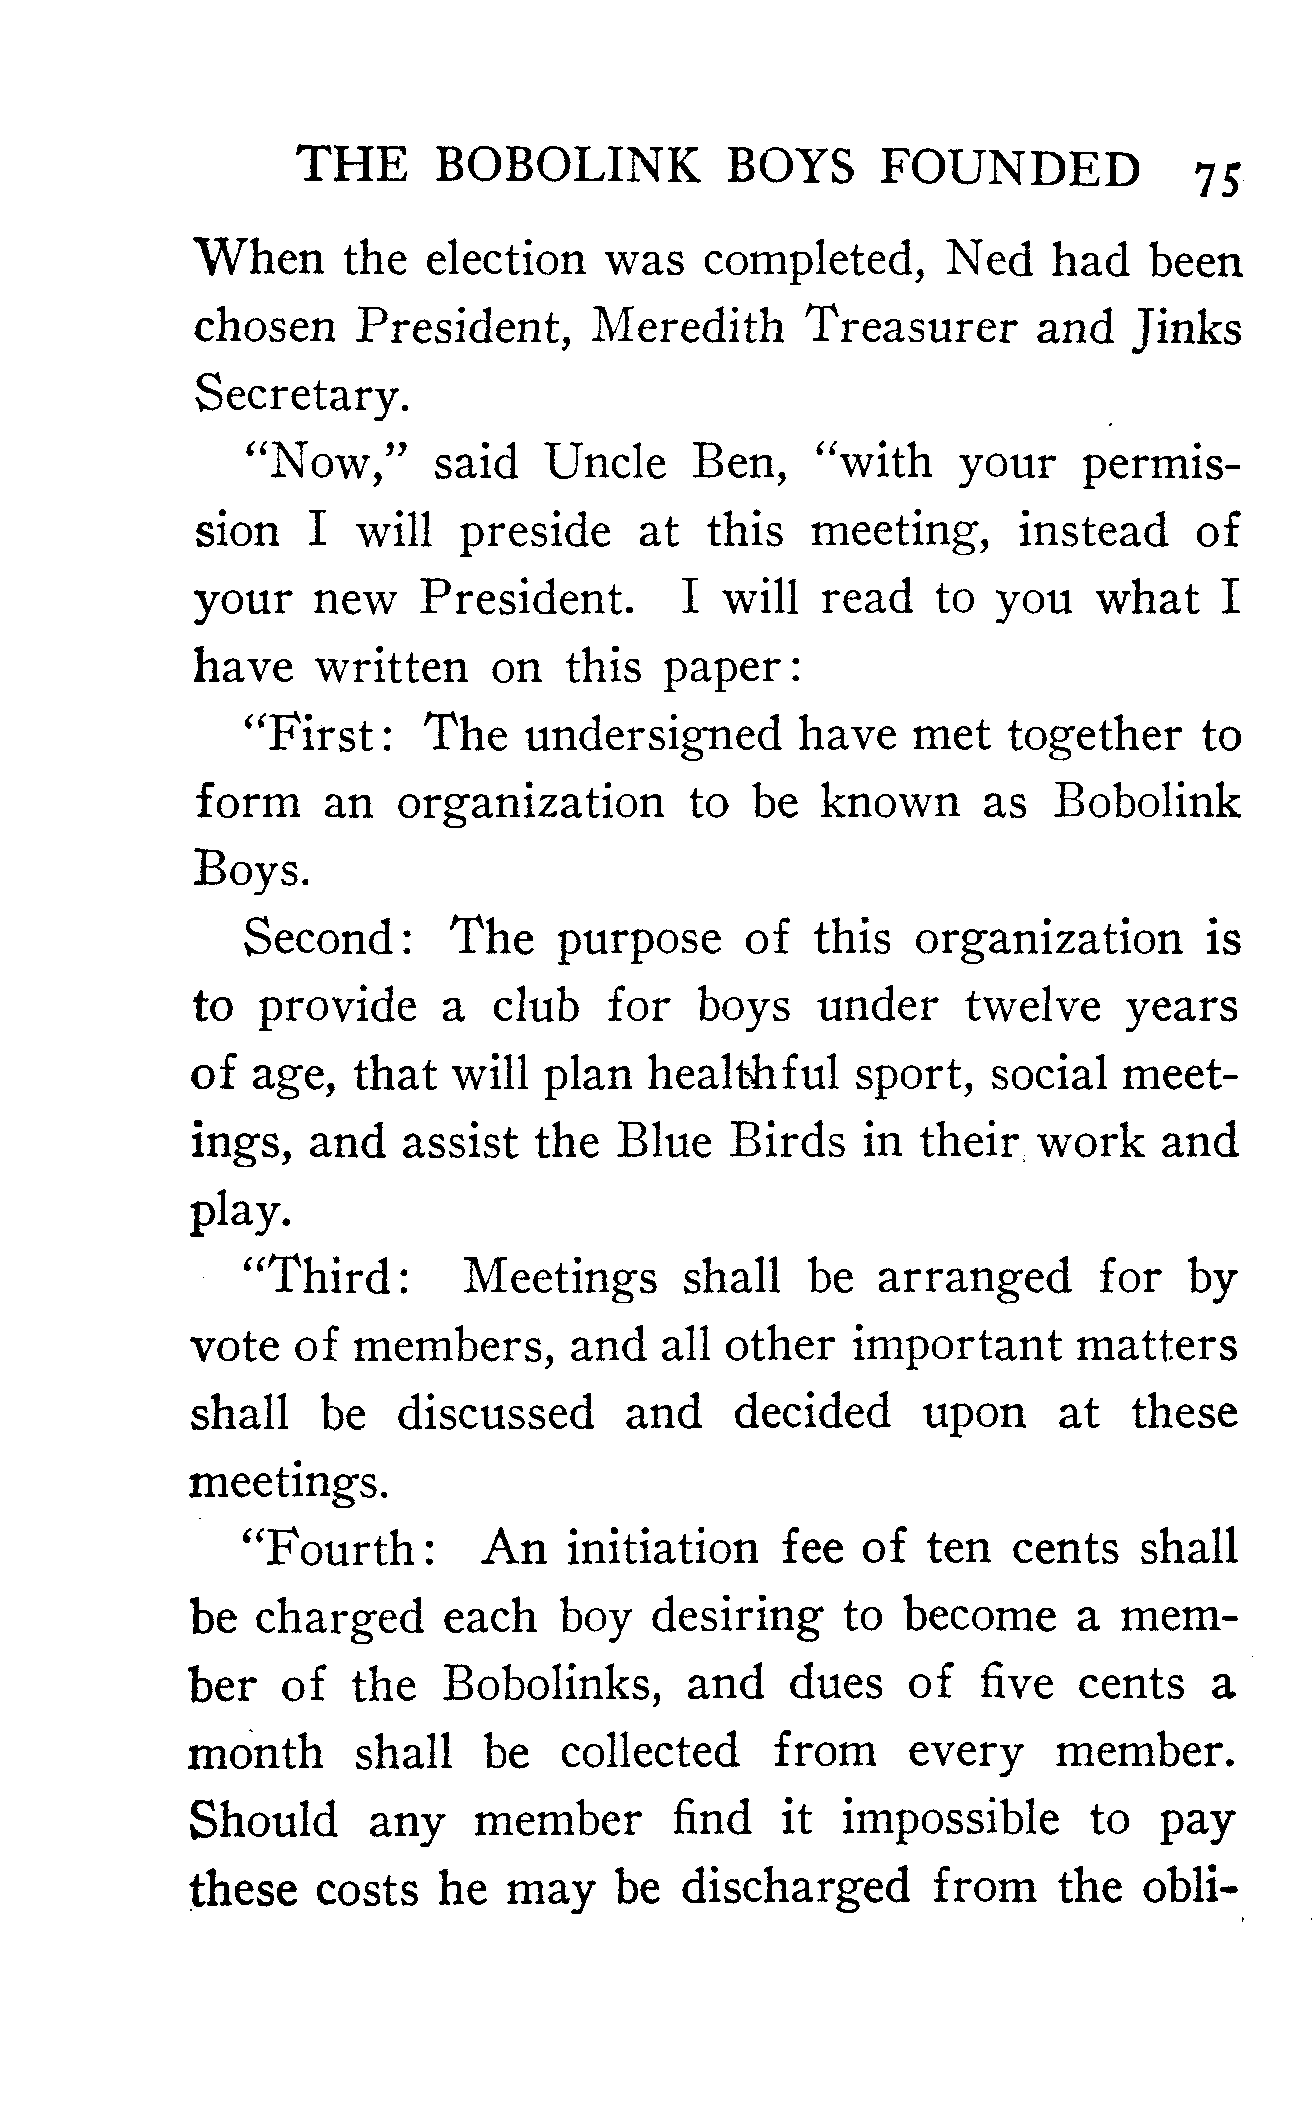 THE BOBOLINK BOYS FOUNDED 75
When the election was completed, Ned had been
chosen President, Meredith Treasurer and Jinks
Secretary.
"Now," said Uncle Ben, "with your permis-
sion I will preside at this meeting, instead of
your new President. I will read to you what I
have written on this paper:
"First: The undersigned have met together to
form an organization to be known as Bobolink
Boys.
Second: The purpose of this organization is
to provide a club for boys under twelve years
of age, that will plan healthful sport, social meet-
ings, and assist the Blue Birds in their work and
play.
"Third: Meetings shall be arranged for by
vote of members, and all other important matters
shall be discussed and decided upon at these
meetings.
"Fourth: An initiation fee of ten cents shall
be charged each boy desiring to become a mem-
ber of the Bobolinks, and dues of five cents a
month shall be collected from every member.
Should any member find it impossible to pay
these costs he may be discharged from the obli-